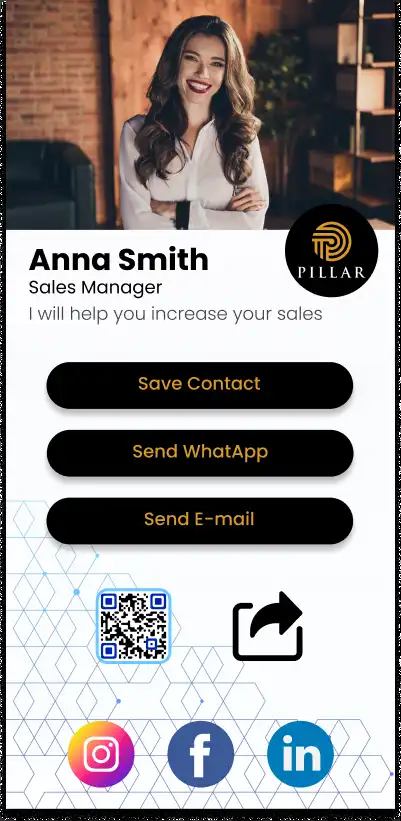 PILLAR
Anna Smith
Sales Manager
I will help you increase your sales
Save Contact
Send WhatApp
Send E-mail
in